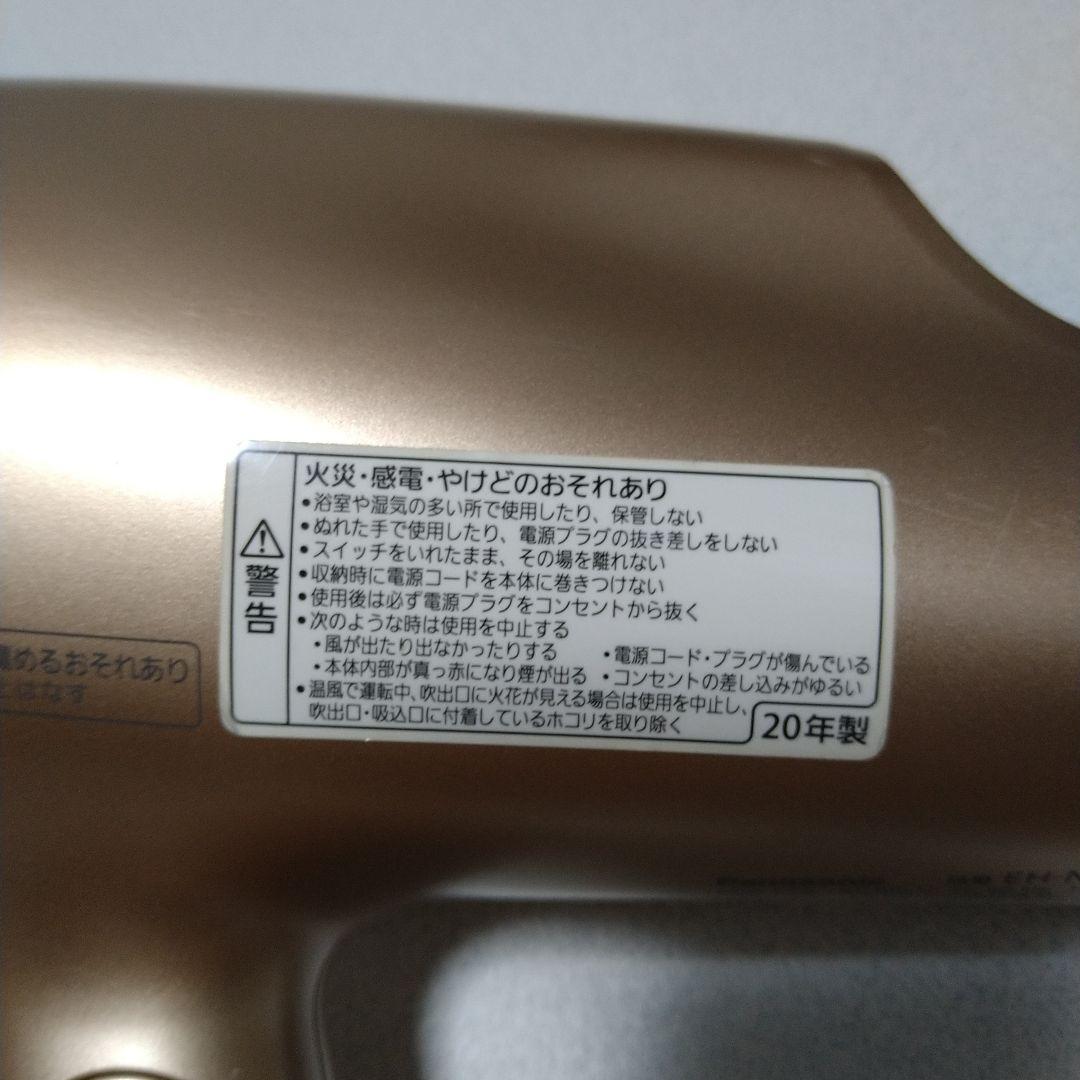 火災・感電・やけどのおそれあり
•浴室や湿気の多い所で使用したり、保管しない
•ぬれた手で使用したり、電源プラグの抜き差しをしない
•スイッチをいれたまま、その場を離れない
•収納時に電源コードを本体に巻きつけない
•使用後は必ず電源プラグをコンセントから抜く
•次のような時は使用を中止する
・風が出たり出なかったりする
・本体内部が真っ赤になり煙が出る
•電源コード・プラグが傷んでいる
•コンセントの差し込みがゆるい
•温風で運転中、吹出口に火花が見える場合は使用を中止し、
吹出口・吸込口に付着しているホコリを取り除く
⚠警告
20年製
めるおそれあり
はなす